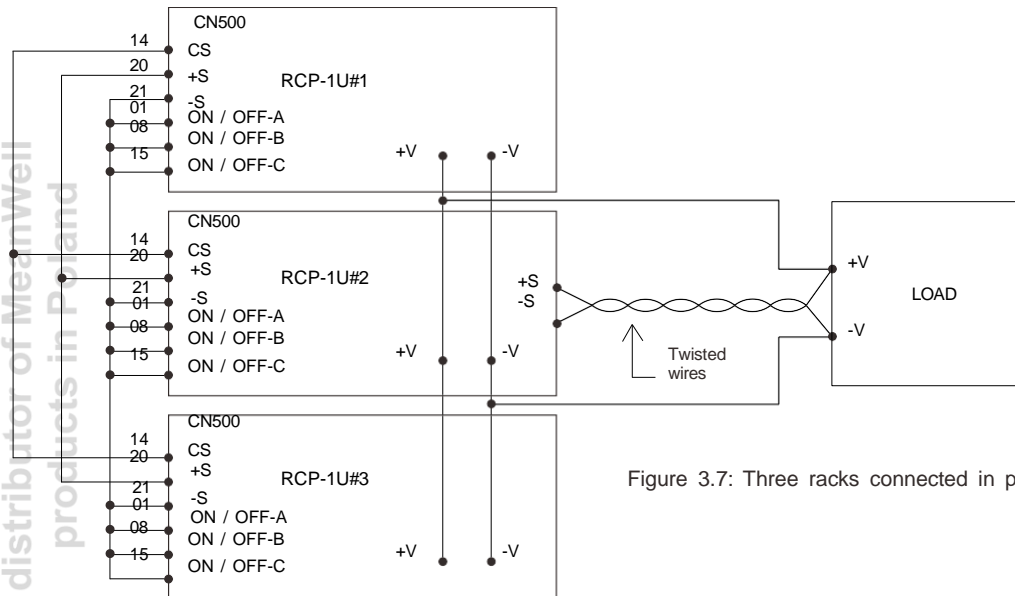 distributor of MeanWell
products in Poland
CN500
14 CS
20 +S
RCP-1U#1
21 -S
01 ON / OFF-A
08 ON / OFF-B
15 ON / OFF-C
+V -V
CN500
14 CS
20 +S
RCP-1U#2
21 -S
01 ON / OFF-A
08 ON / OFF-B
15 ON / OFF-C
+V -V
+S
-S
Twisted
wires
+V
LOAD
-V
CN500
14 CS
20 +S
RCP-1U#3
21 -S
01 ON / OFF-A
08 ON / OFF-B
15 ON / OFF-C
+V -V
Figure 3.7: Three racks connected in p